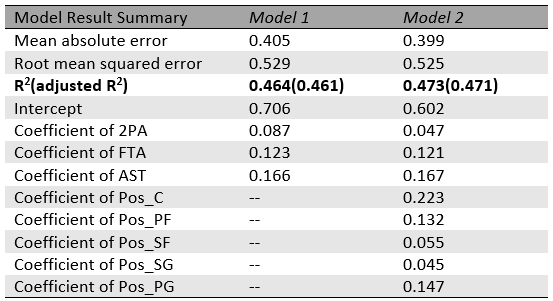 Model Result Summary Model 1 Model 2
Mean absolute error 0.405 0.399
Root mean squared error 0.529 0.525
R²(adjusted R²) 0.464(0.461) 0.473(0.471)
Intercept 0.706 0.602
Coefficient of 2PA 0.087 0.047
Coefficient of FTA 0.123 0.121
Coefficient of AST 0.166 0.167
Coefficient of Pos_C -- 0.223
Coefficient of Pos_PF -- 0.132
Coefficient of Pos_SF -- 0.055
Coefficient of Pos_SG -- 0.045
Coefficient of Pos_PG -- 0.147